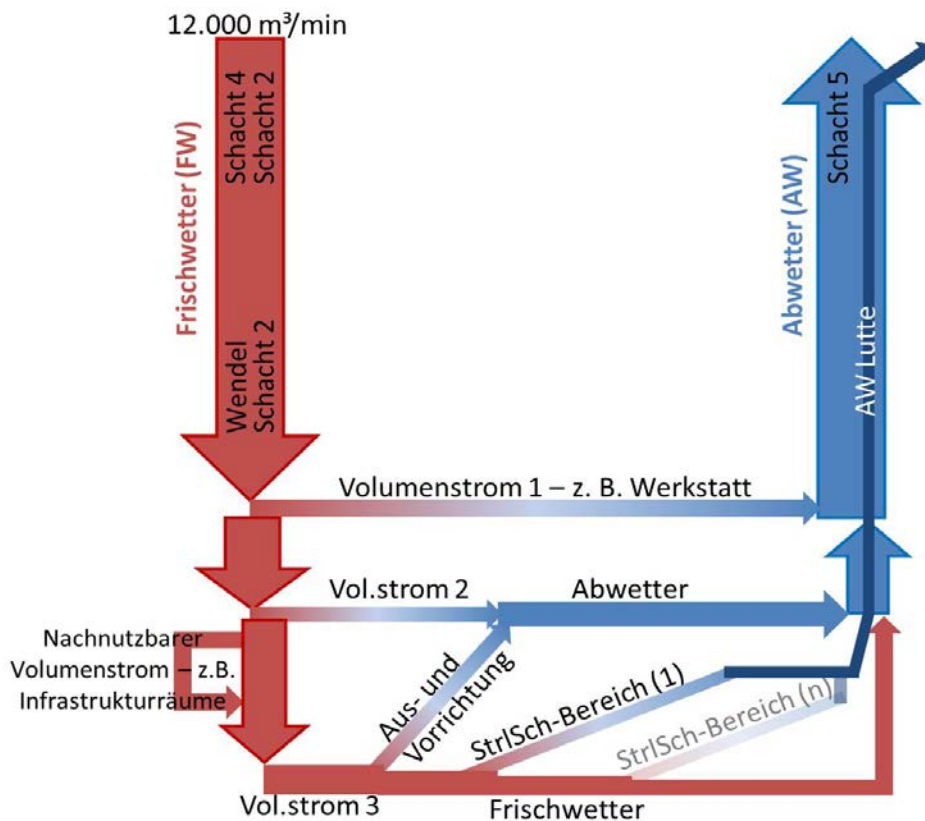 12.000 m³/min
Frischwetter (FW)
Schacht 4
Schacht 2
Wendel
Schacht 2
Abwetter (AW)
Schacht 5
AW Lutte
Volumenstrom 1 – z. B. Werkstatt
Vol.strom 2
Abwetter
Nachnutzbarer
Volumenstrom – z.B.
Infrastrukturräume
Aus- und
Vorrichtung
StrlSch-Bereich (1)
StrlSch-Bereich (n)
Vol.strom 3
Frischwetter